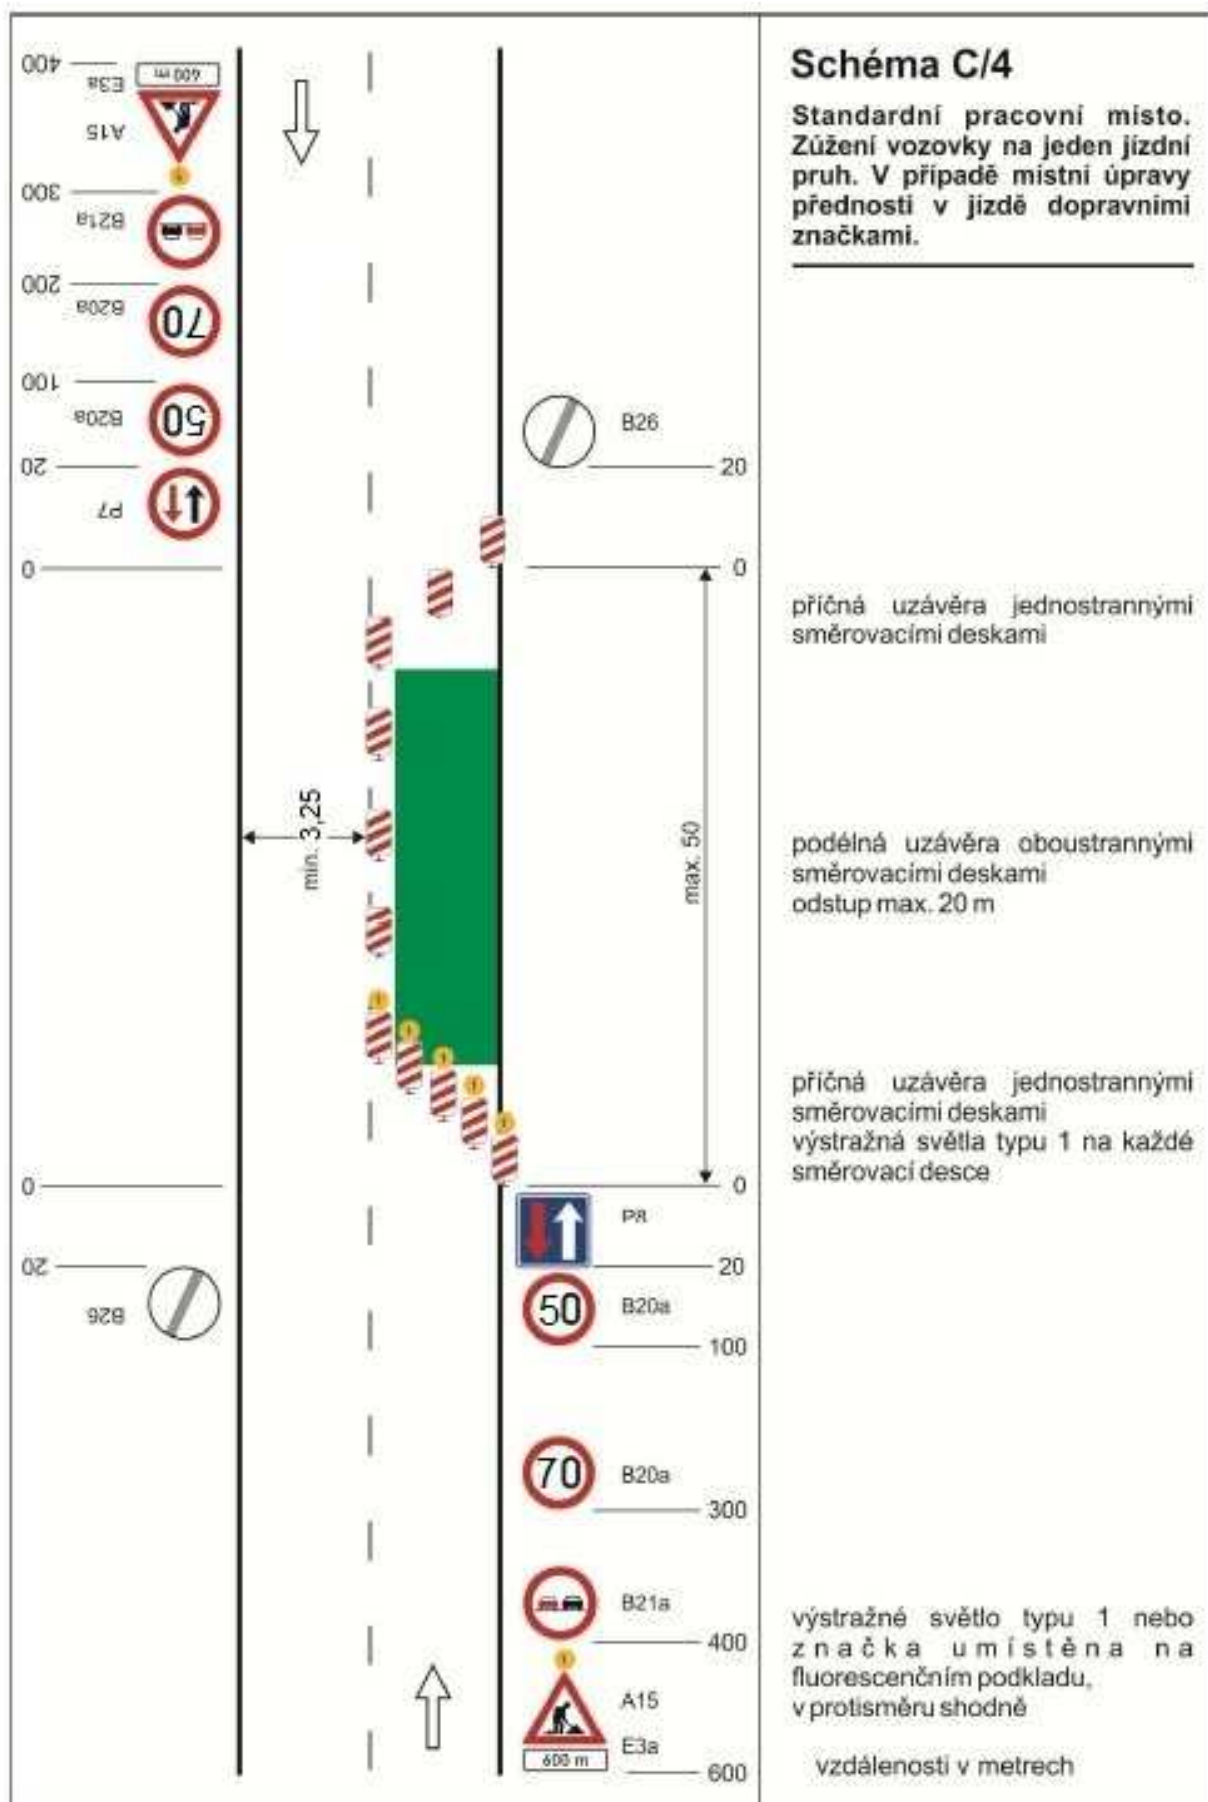 Schéma C/4
Standardní pracovní místo.
Zúžení vozovky na jeden jízdní
pruh. V případě místní úpravy
přednosti v jízdě dopravními
značkami.
400
E3a
400 m
A15
300
B21a
200
B20a
70
100
B20a
50
20
P7
0
B26
20
0
příčná uzávěra jednostrannými
směrovacími deskami
min. 3,25
max. 50
podélná uzávěra oboustrannými
směrovacími deskami
odstup max. 20 m
příčná uzávěra jednostrannými
směrovacími deskami
výstražná světla typu 1 na každé
směrovací desce
0
20
B26
0
P8
20
50
B20a
100
70
B20a
300
B21a
400
A15
E3a
600 m
600
výstražné světlo typu 1 nebo
značka umístěna na
fluorescenčním podkladu,
v protisměru shodně
vzdálenosti v metrech